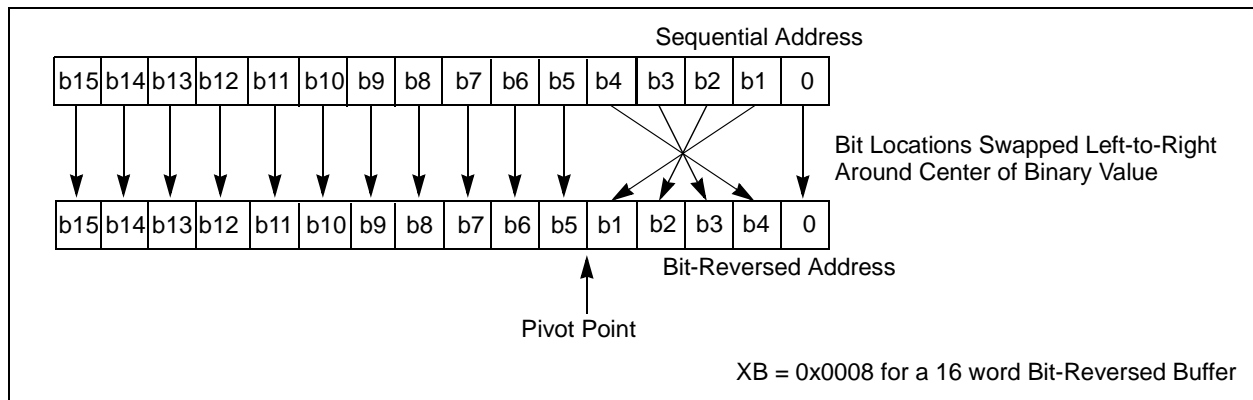 Sequential Address
b15 b14 b13 b12 b11 b10 b9 b8 b7 b6 b5 b4 b3 b2 b1 0
Bit Locations Swapped Left-to-Right
Around Center of Binary Value
b15 b14 b13 b12 b11 b10 b9 b8 b7 b6 b5 b1 b2 b3 b4 0
Bit-Reversed Address
Pivot Point
XB = 0x0008 for a 16 word Bit-Reversed Buffer